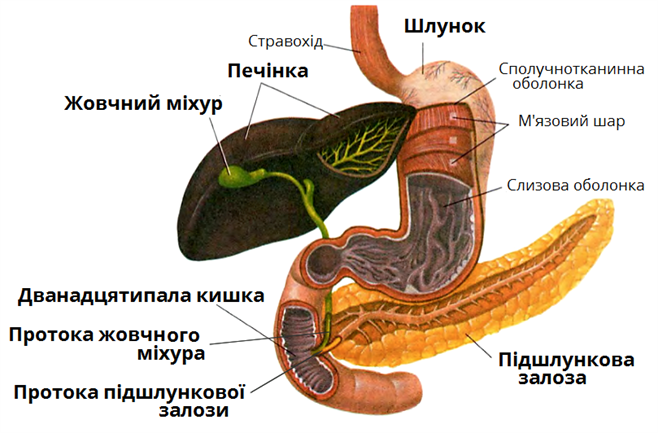 Шлунок
Стравохід
Печінка
Сполучнотканинна
оболонка
Жовчний міхур
М'язовий шар
Слизова оболонка
Дванадцятипала кишка
Протока жовчного
міхура
Підшлункова
залоза
Протока підшлункової
залози